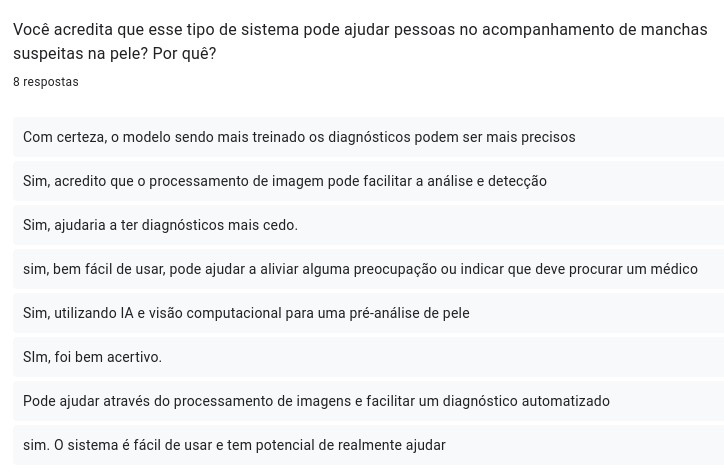 Você acredita que esse tipo de sistema pode ajudar pessoas no acompanhamento de manchas
suspeitas na pele? Por quê?
8 respostas
Com certeza, o modelo sendo mais treinado os diagnósticos podem ser mais precisos
Sim, acredito que o processamento de imagem pode facilitar a análise e detecção
Sim, ajudaria a ter diagnósticos mais cedo.
sim, bem fácil de usar, pode ajudar a aliviar alguma preocupação ou indicar que deve procurar um médico
Sim, utilizando IA e visão computacional para uma pré-análise de pele
SIm, foi bem acertivo.
Pode ajudar através do processamento de imagens e facilitar um diagnóstico automatizado
sim. O sistema é fácil de usar e tem potencial de realmente ajudar